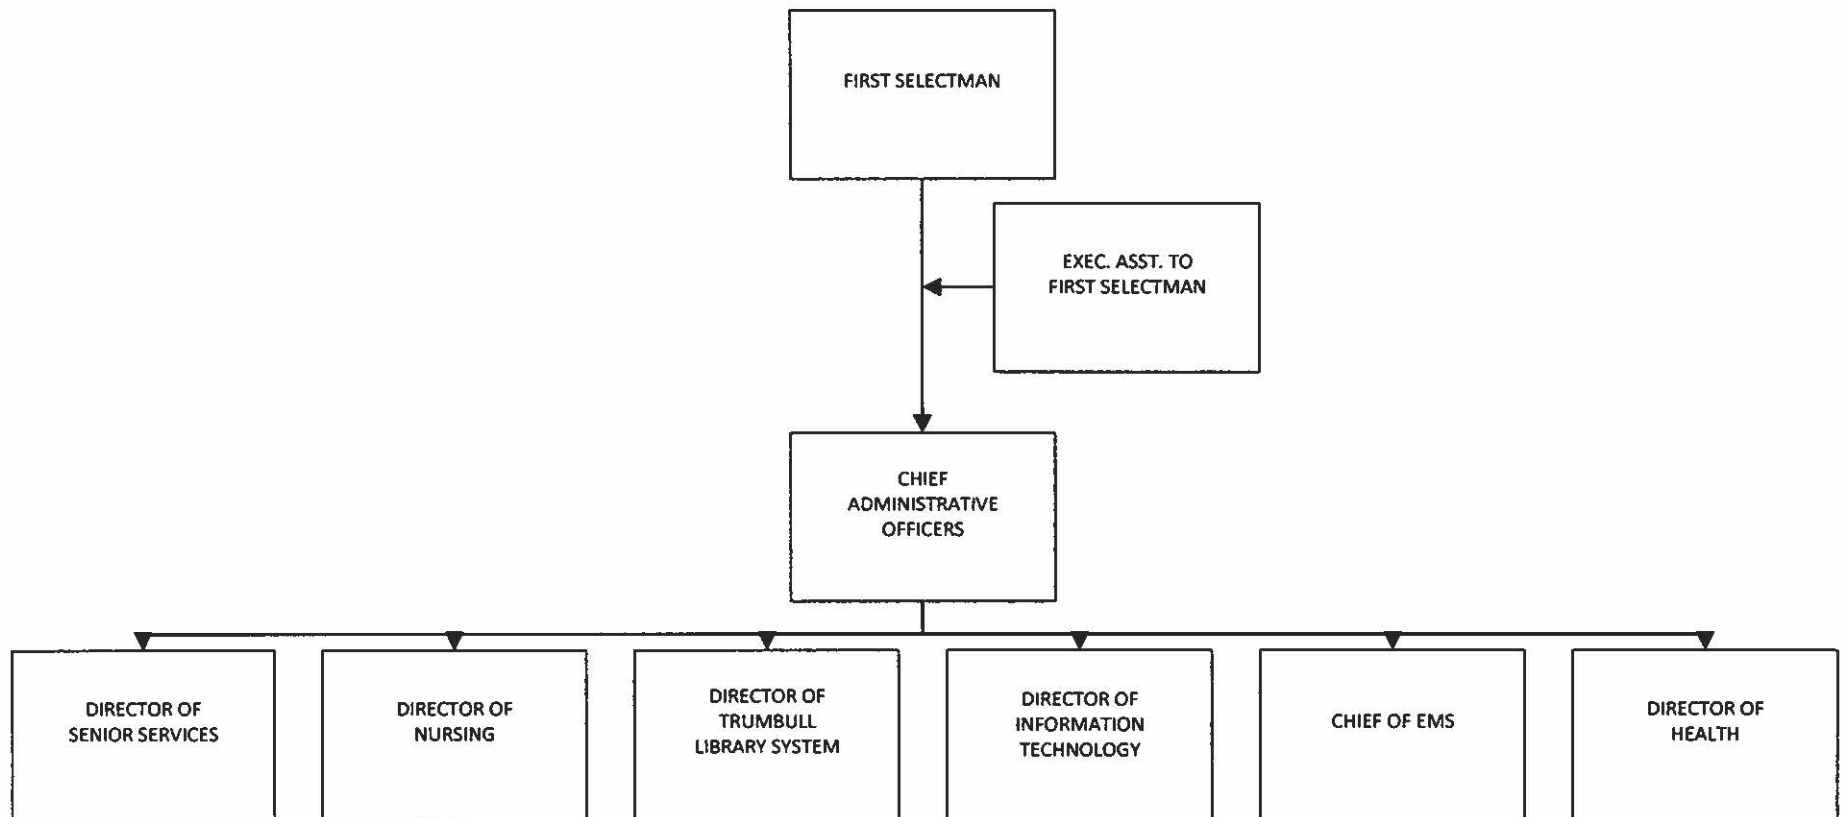 FIRST SELECTMAN
EXEC. ASST. TO
FIRST SELECTMAN
CHIEF
ADMINISTRATIVE
OFFICERS
DIRECTOR OF
SENIOR SERVICES
DIRECTOR OF
NURSING
DIRECTOR OF
TRUMBULL
LIBRARY SYSTEM
DIRECTOR OF
INFORMATION
TECHNOLOGY
CHIEF OF EMS
DIRECTOR OF
HEALTH